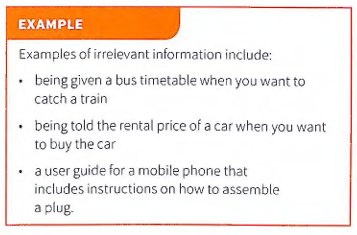 EXAMPLE
Examples of irrelevant information include:
• being given a bus timetable when you want to
catch a train
• being told the rental price of a car when you want
to buy the car
• a user guide for a mobile phone that
includes instructions on how to assemble
a plug.